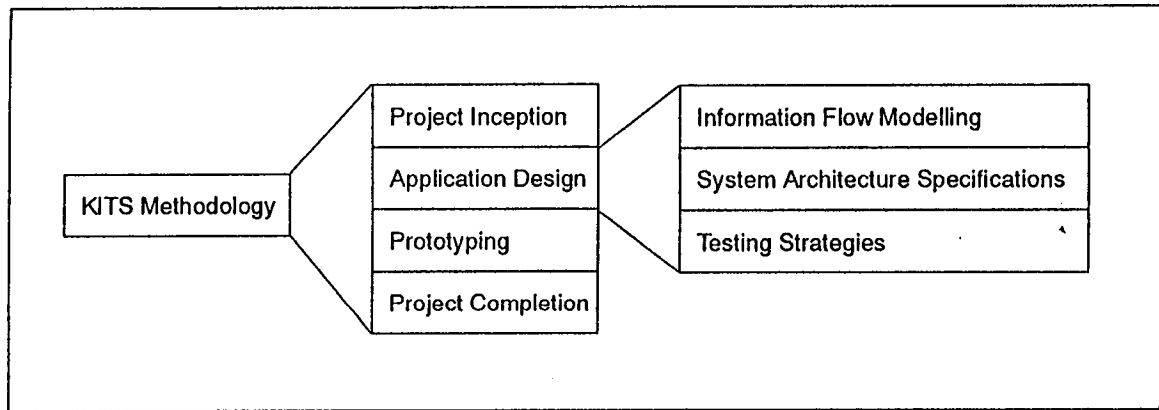 KITS Methodology
Project Inception
Application Design
Prototyping
Project Completion
Information Flow Modelling
System Architecture Specifications
Testing Strategies